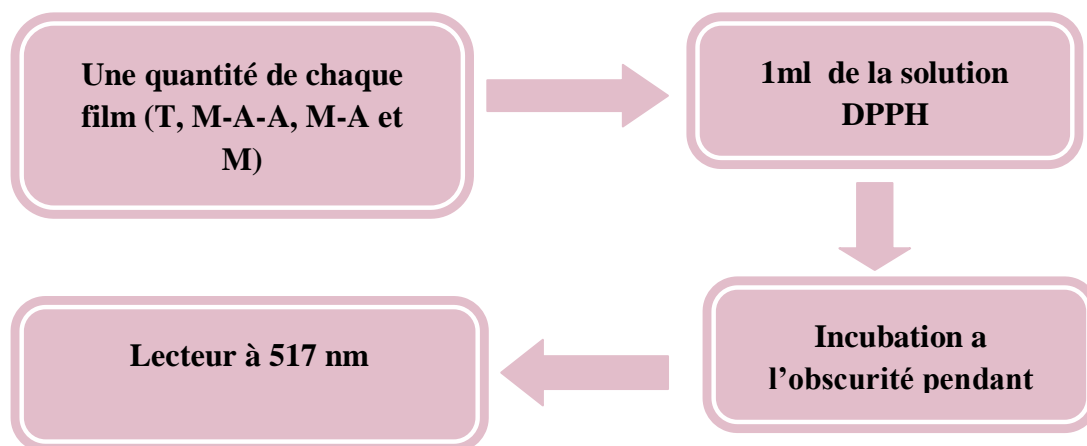 Une quantité de chaque
film (T, M-A-A, M-A et
M)
1ml de la solution
DPPH
Incubation a
l’obscurité pendant
Lecteur à 517 nm